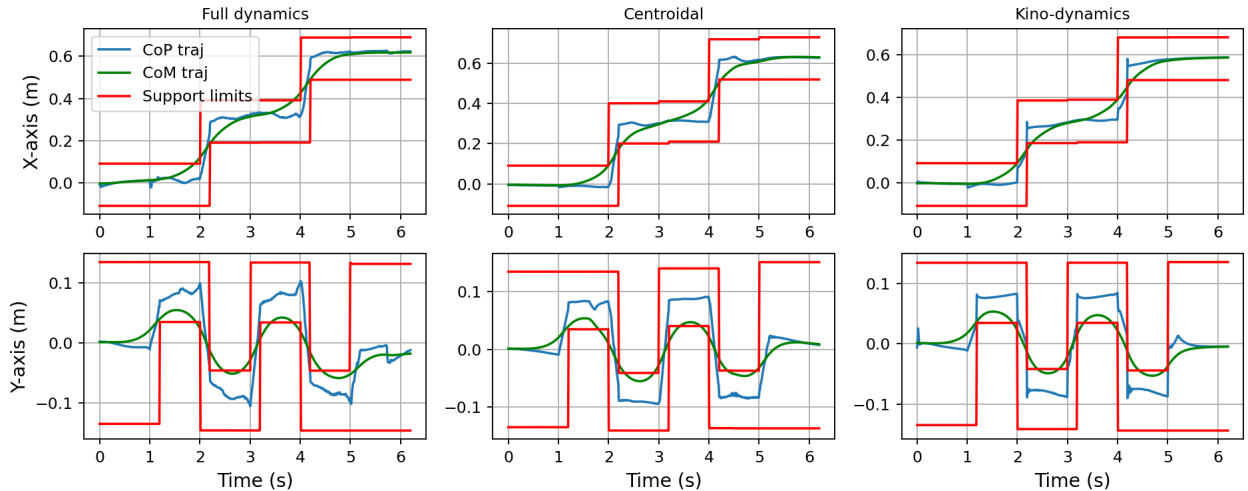 Full dynamics
Centroidal
Kino-dynamics
CoP traj
CoM traj
Support limits
X-axis (m)
0.6
0.4
0.2
0.0
0 1 2 3 4 5 6
0.6
0.4
0.2
0.0
0 1 2 3 4 5 6
0.6
0.4
0.2
0.0
0 1 2 3 4 5 6
Y-axis (m)
0.1
0.0
−0.1
0 1 2 3 4 5 6
Time (s)
0.1
0.0
−0.1
0 1 2 3 4 5 6
Time (s)
0.1
0.0
−0.1
0 1 2 3 4 5 6
Time (s)